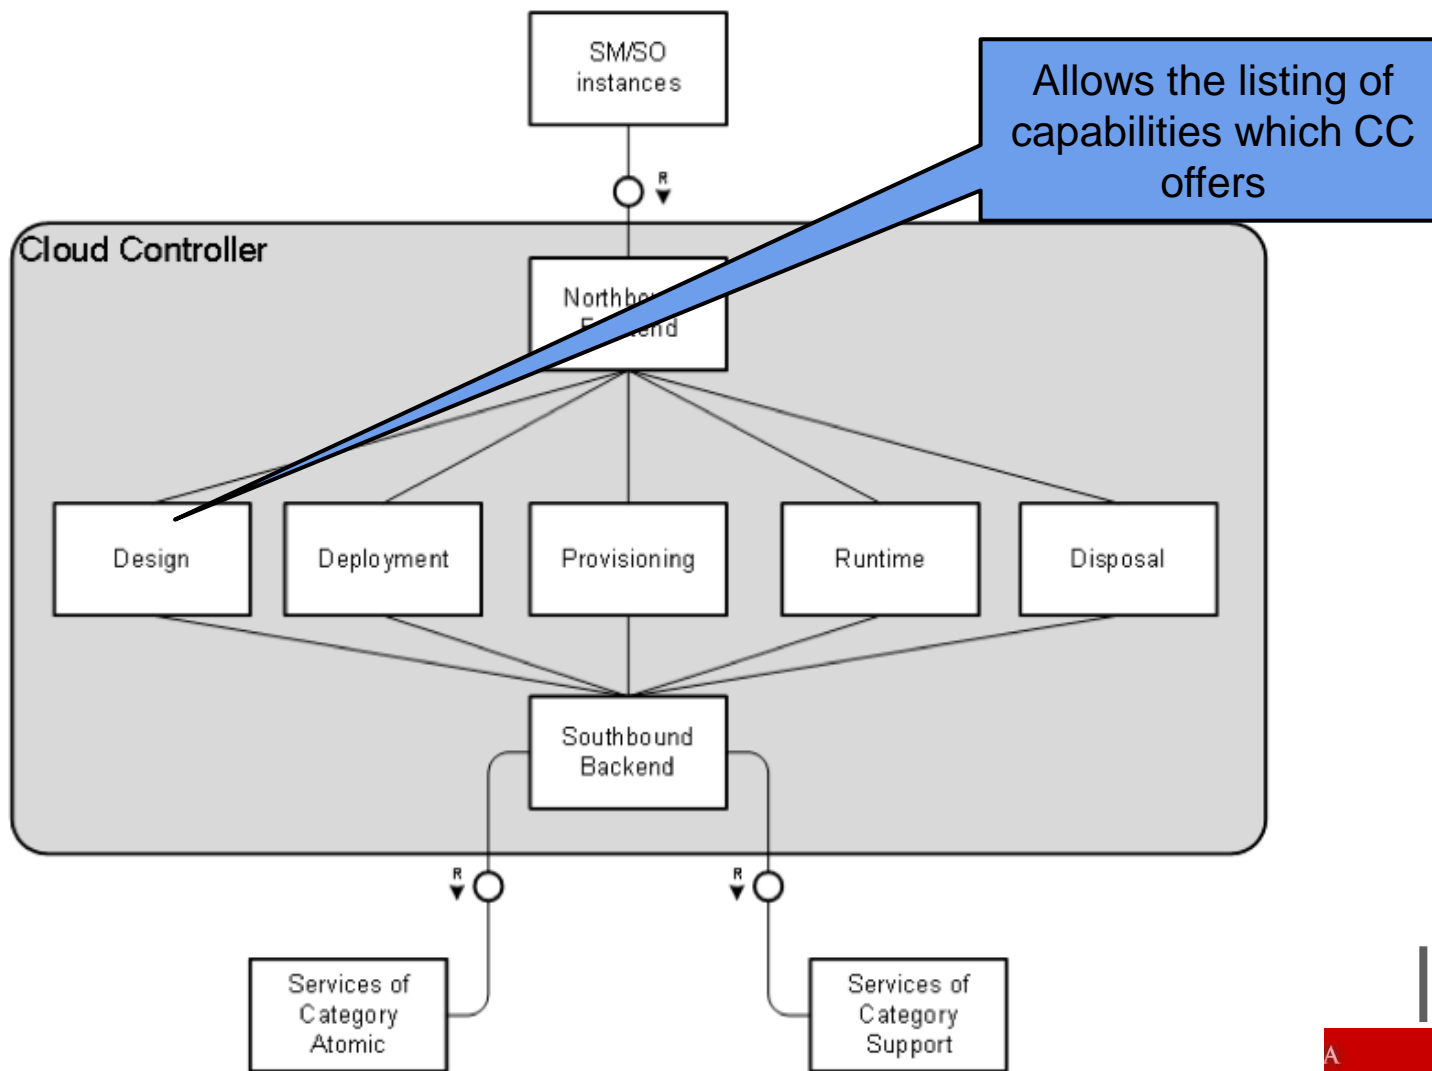 SM/SO
instances
Allows the listing of
capabilities which CC
offers
R
Cloud Controller
Design
Deployment
Provisioning
Runtime
Disposal
Southbound
Backend
R
R
Services of
Category
Atomic
Services of
Category
Support
A